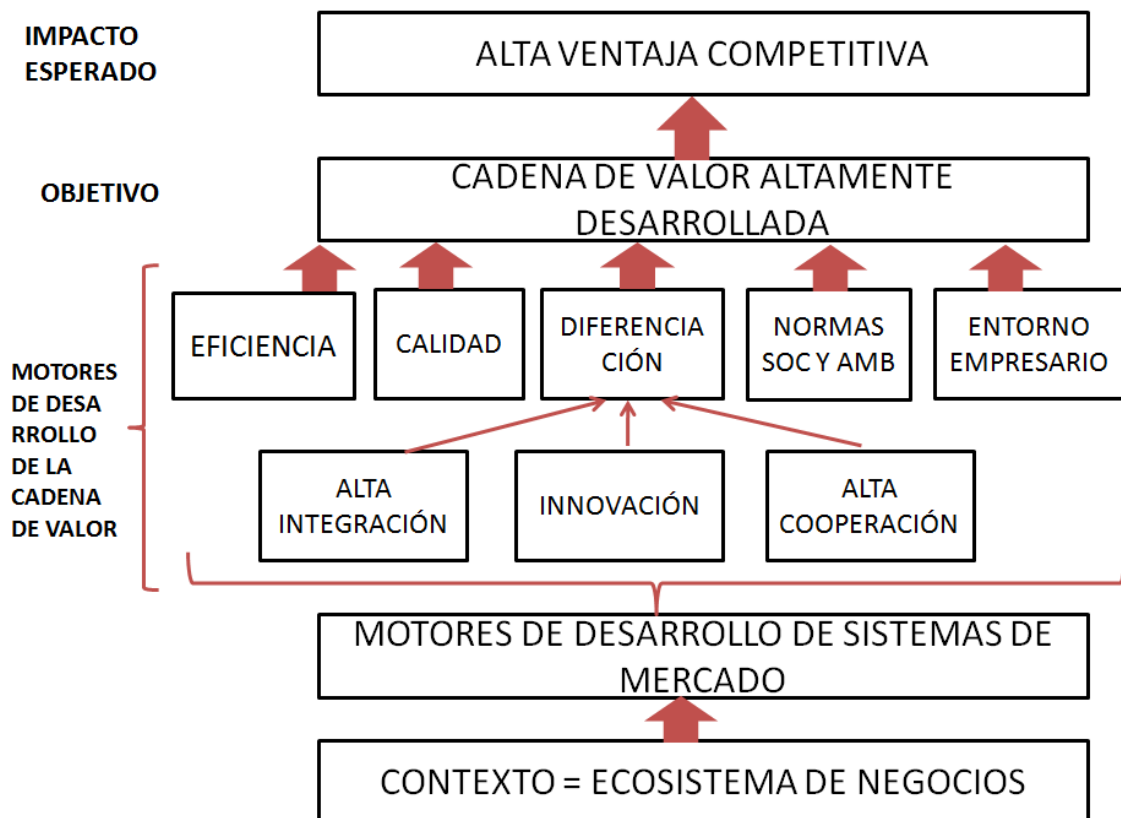 IMPACTO
ESPERADO
ALTA VENTAJA COMPETITIVA
OBJETIVO
CADENA DE VALOR ALTAMENTE
DESARROLLADA
MOTORES
DE DESA
RROLLO
DE LA
CADENA
DE VALOR
EFICIENCIA
CALIDAD
DIFERENCIA
CIÓN
NORMAS
SOC Y AMB
ENTORNO
EMPRESARIO
ALTA
INTEGRACIÓN
INNOVACIÓN
ALTA
COOPERACIÓN
MOTORES DE DESARROLLO DE SISTEMAS DE
MERCADO
CONTEXTO = ECOSISTEMA DE NEGOCIOS